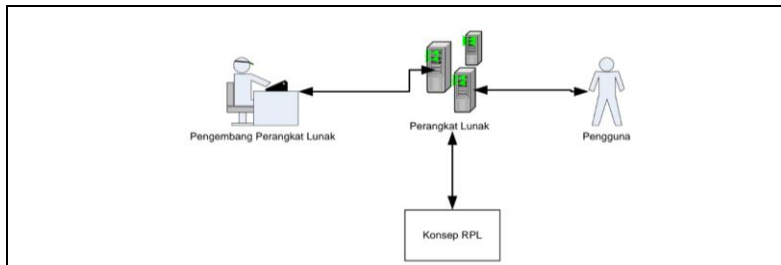 Pengembang Perangkat Lunak
Perangkat Lunak
Pengguna
Konsep RPL